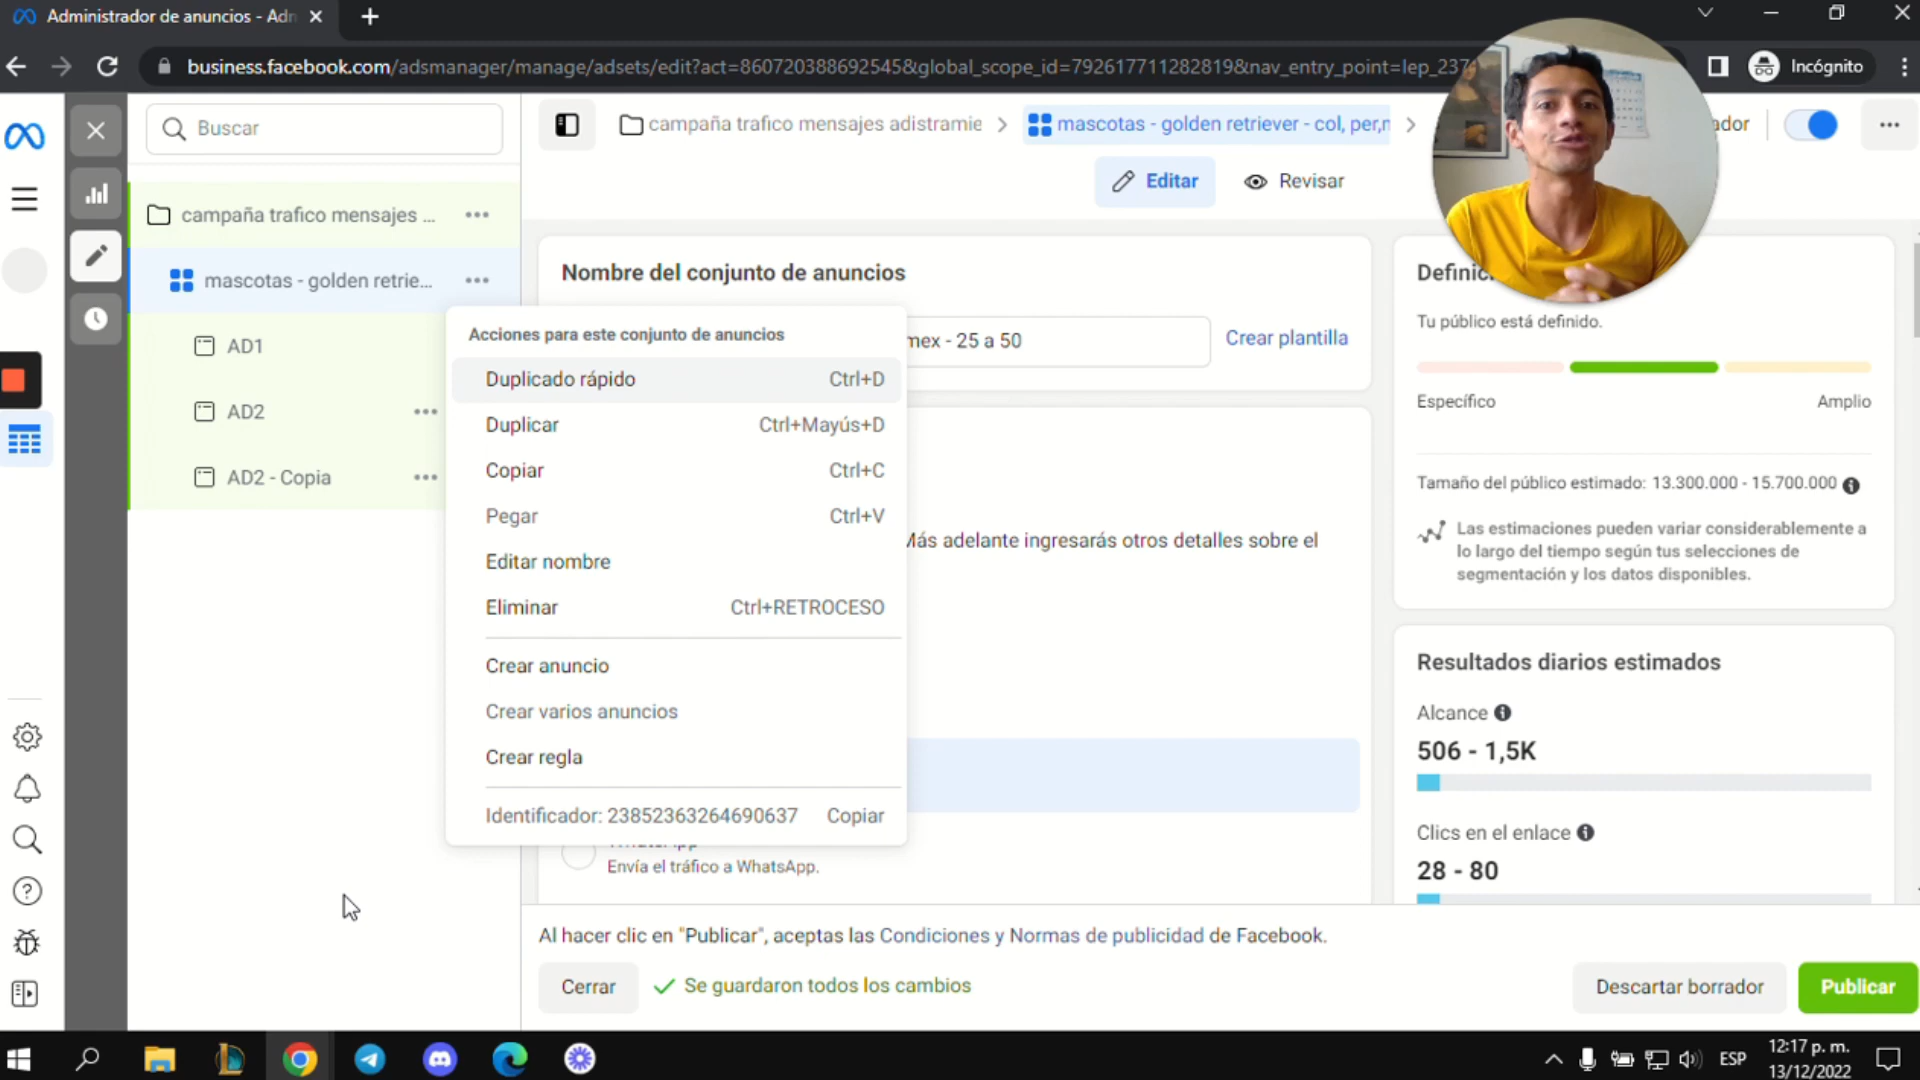 Administrador de anuncios - Adn
business.facebook.com/adsmanager/manage/adsets/edit?act=860720388692545&global_scope_id=792617711282819&nav_entry_point=lep_237
Incógnito
Buscar
campaña trafico mensajes ...
mascotas - golden retrie...
AD1
AD2
AD2 - Copia
campaña trafico mensajes adistramie
mascotas - golden retriever - col, per,m
ador
Editar
Revisar
Nombre del conjunto de anuncios
mex - 25 a 50
Crear plantilla
Acciones para este conjunto de anuncios
Duplicado rápido Ctrl+D
Duplicar Ctrl+Mayús+D
Copiar Ctrl+C
Pegar Ctrl+V
Editar nombre
Eliminar Ctrl+RETROCESO
Crear anuncio
Crear varios anuncios
Crear regla
Identificador: 23852363264690637 Copiar
Más adelante ingresarás otros detalles sobre el
WhatsApp
Envía el tráfico a WhatsApp.
Tu público está definido.
Específico
Amplio
Tamaño del público estimado: 13.300.000 - 15.700.000
Las estimaciones pueden variar considerablemente a
lo largo del tiempo según tus selecciones de
segmentación y los datos disponibles.
Resultados diarios estimados
Alcance
506 - 1,5K
Clics en el enlace
28 - 80
Al hacer clic en "Publicar", aceptas las Condiciones y Normas de publicidad de Facebook.
Cerrar
Se guardaron todos los cambios
Descartar borrador
Publicar
ESP
12:17 p. m.
13/12/2022